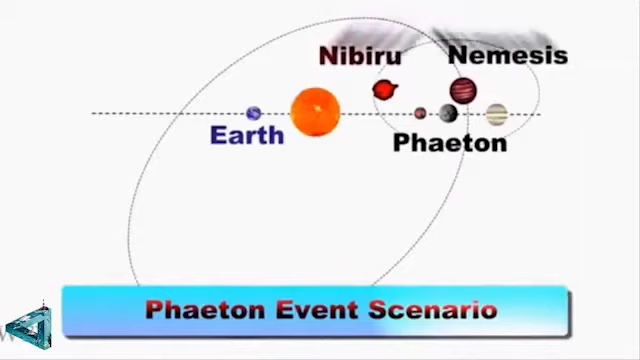 Nibiru Nemesis
Earth
Phaeton
Phaeton Event Scenario